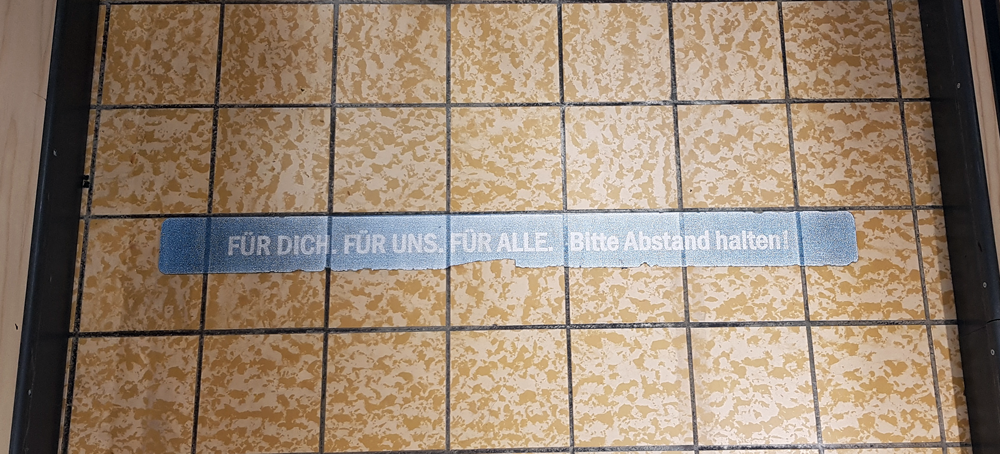 FÜR DICH. FÜR UNS. FÜR ALLE. Bitte Abstand halten!